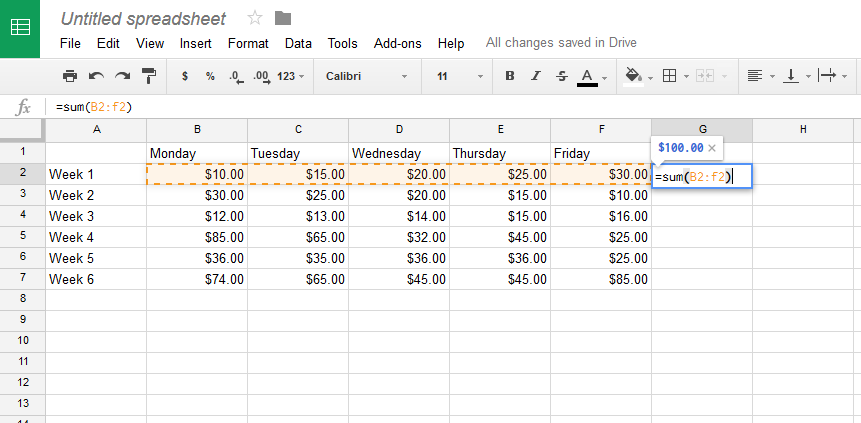 Untitled spreadsheet
File Edit View Insert Format Data Tools Add-ons Help All changes saved in Drive
$ % .0 .00 123 Calibri 11 B I S A
fx =sum(B2:f2)
A B C D E F G H
1 Monday Tuesday Wednesday Thursday Friday $100.00 ×
2 Week 1 $10.00 $15.00 $20.00 $25.00 $30.00 =sum(B2:f2)
3 Week 2 $30.00 $25.00 $20.00 $15.00 $10.00
4 Week 3 $12.00 $13.00 $14.00 $15.00 $16.00
5 Week 4 $85.00 $65.00 $32.00 $45.00 $25.00
6 Week 5 $36.00 $35.00 $36.00 $36.00 $25.00
7 Week 6 $74.00 $65.00 $45.00 $45.00 $85.00
8
9
10
11
12
13
14